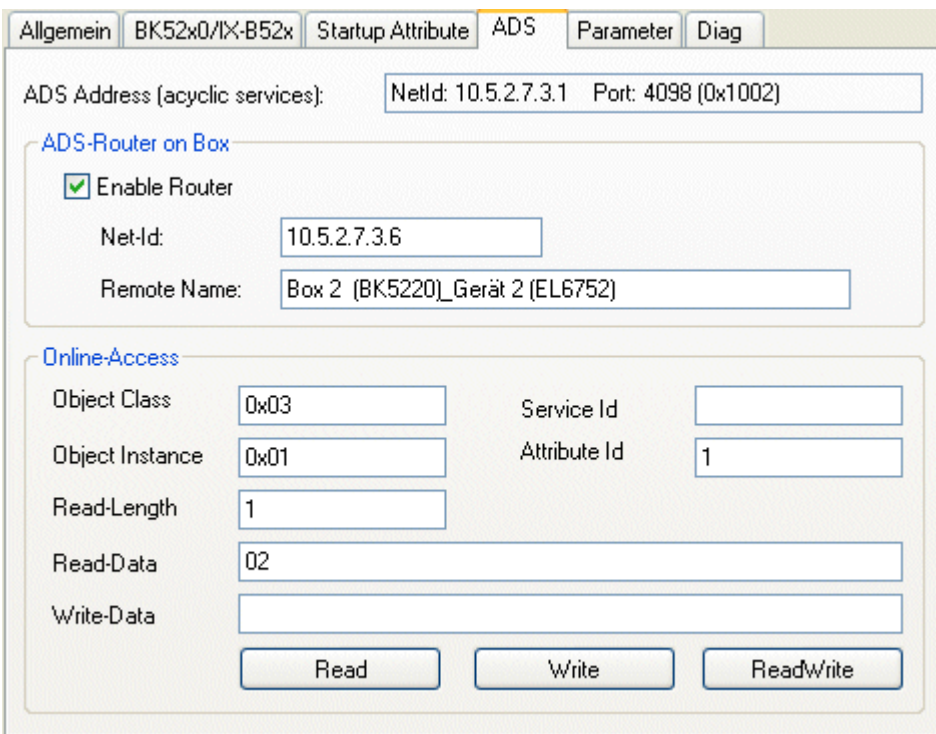 Allgemein BK52x0/IX-B52x Startup Attribute ADS Parameter Diag
ADS Address (acyclic services): NetId: 10.5.2.7.3.1 Port: 4098 (0x1002)
ADS-Router on Box
Enable Router
Net-Id: 10.5.2.7.3.6
Remote Name: Box 2 (BK5220)_Gerät 2 (EL6752)
Online-Access
Object Class 0x03 Service Id
Object Instance 0x01 Attribute Id 1
Read-Length 1
Read-Data 02
Write-Data
Read Write ReadWrite